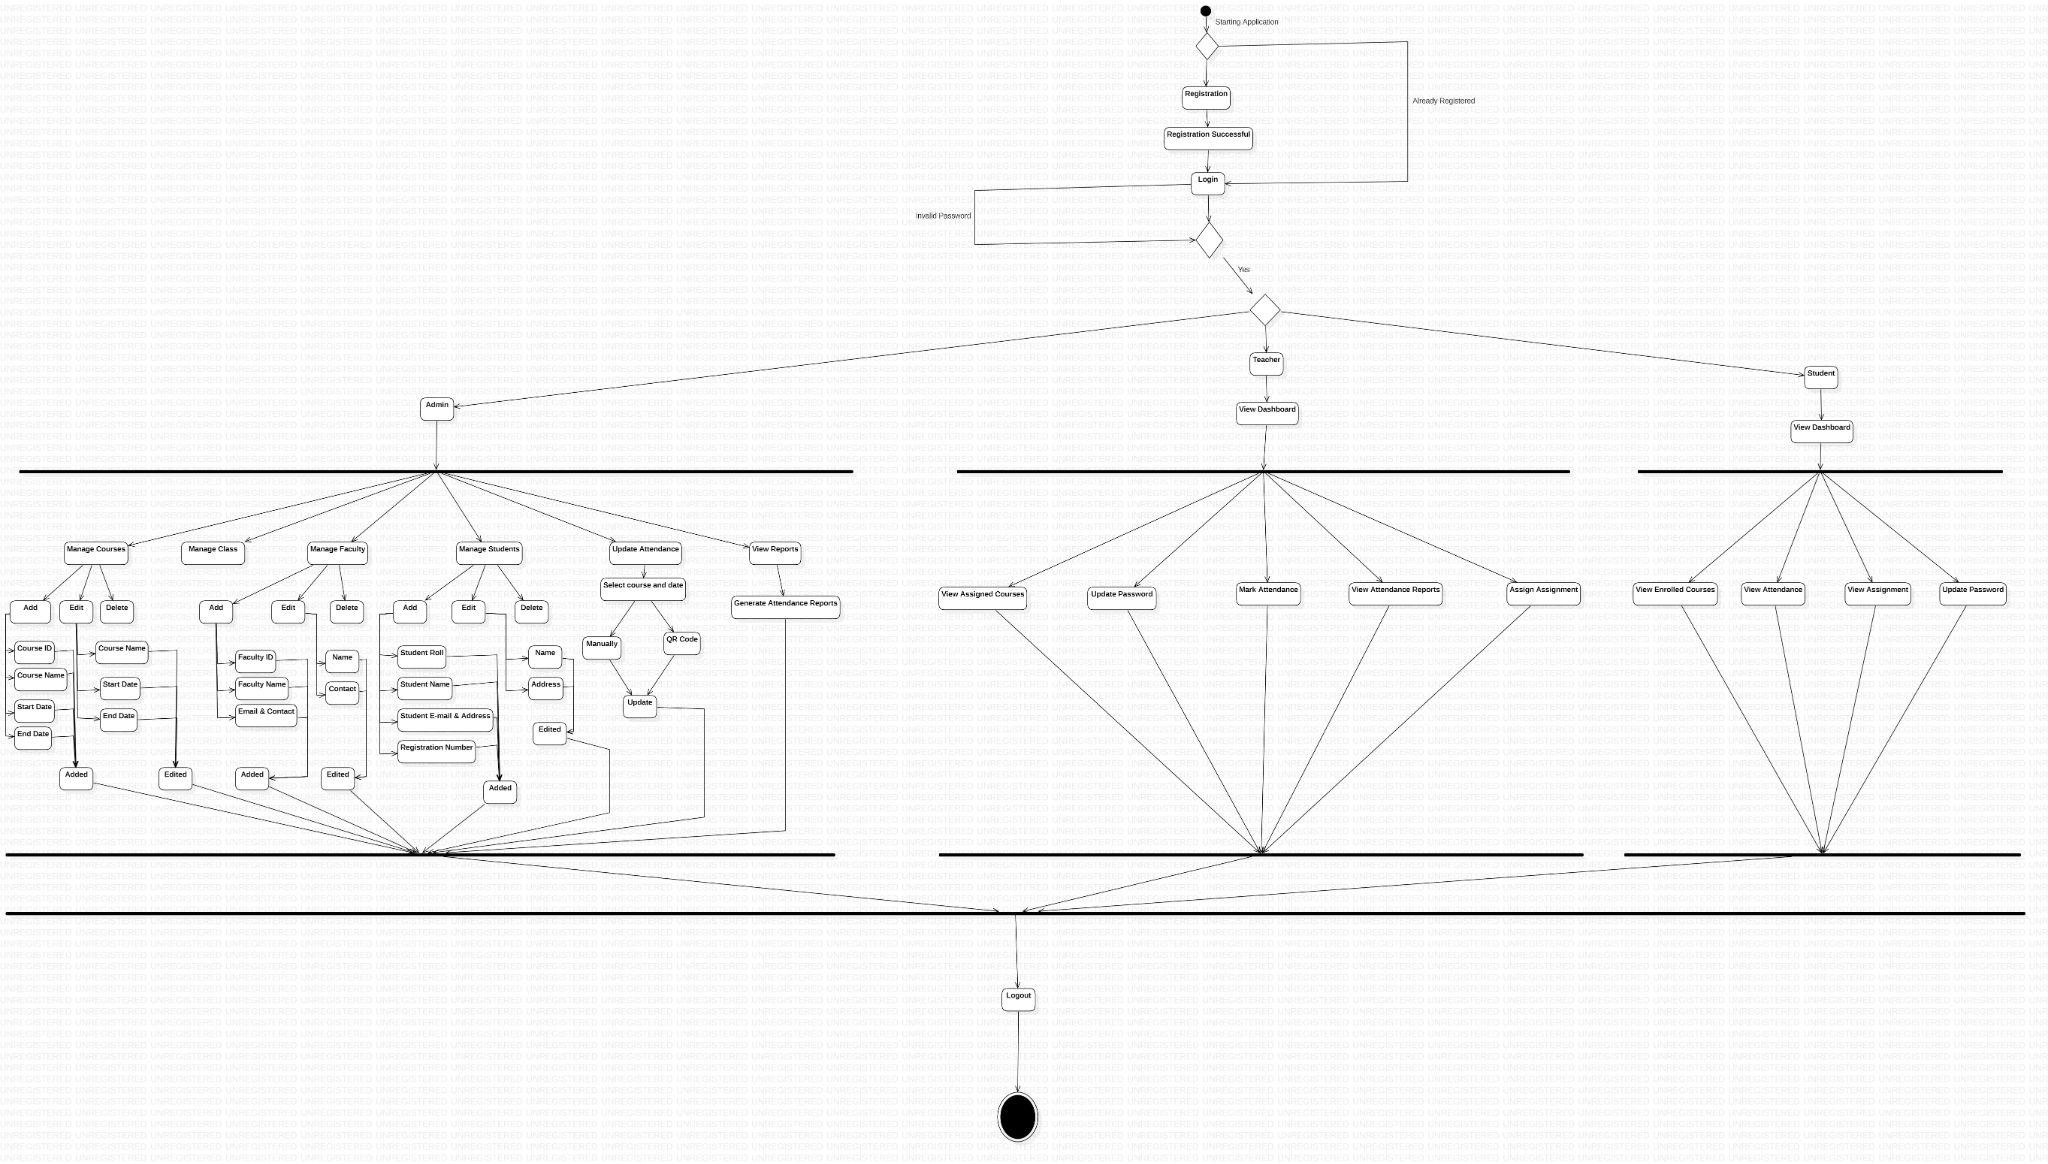 Starting Application
Registration
Already Registered
Registration Successful
Login
Invalid Password
Yes
Teacher
Student
Admin
View Dashboard
View Dashboard
Manage Courses
Manage Class
Manage Faculty
Manage Students
Update Attendance
View Reports
Select course and date
View Assigned Courses
Update Password
Mark Attendance
View Attendance Reports
Assign Assignment
View Enrolled Courses
View Attendance
View Assignment
Update Password
Add
Edit
Delete
Add
Edit
Delete
Add
Edit
Delete
Generate Attendance Reports
Manually
QR Code
Course ID
Course Name
Course Name
Start Date
Start Date
End Date
End Date
Faculty ID
Faculty Name
Email & Contact
Name
Contact
Student Roll
Student Name
Student E-mail & Address
Registration Number
Name
Address
Edited
Update
Added
Edited
Added
Edited
Added
Logout
UNREGISTERED